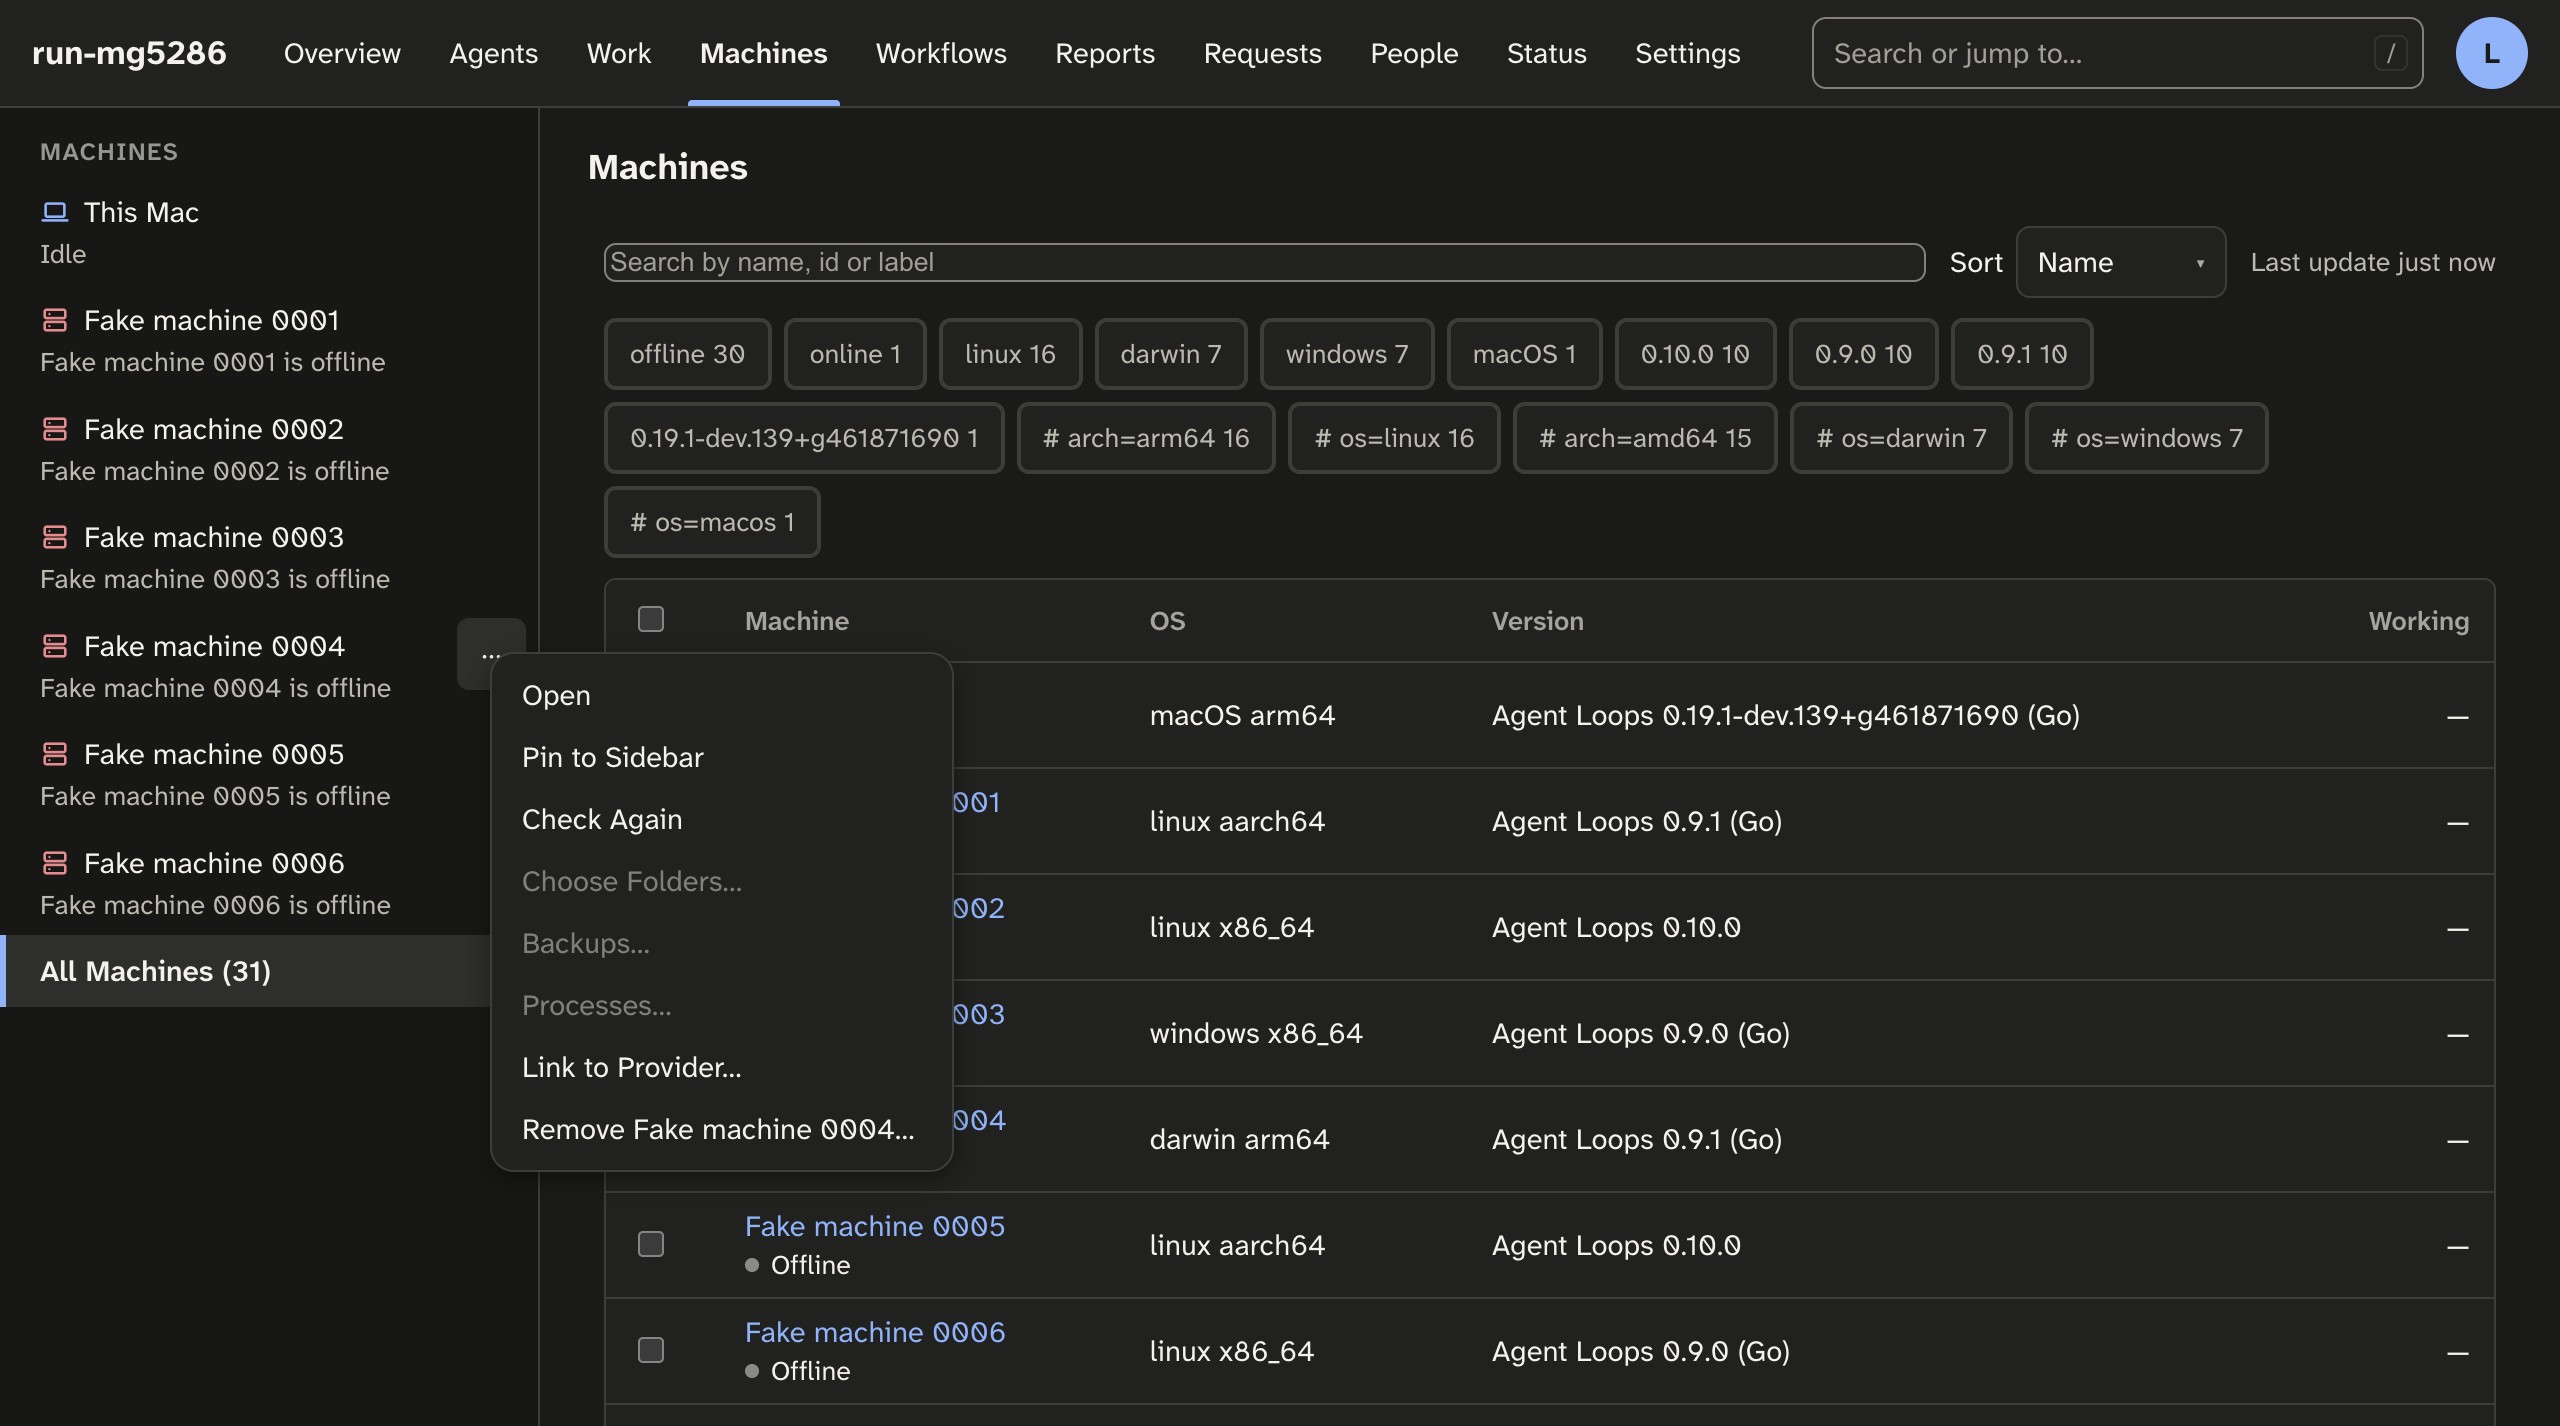 run-mg5286 Overview Agents Work Machines Workflows Reports Requests People Status Settings Search or jump to... / L
MACHINES
This Mac
Idle
Fake machine 0001
Fake machine 0001 is offline
Fake machine 0002
Fake machine 0002 is offline
Fake machine 0003
Fake machine 0003 is offline
Fake machine 0004
...
Fake machine 0004 is offline
Fake machine 0005
Fake machine 0005 is offline
Fake machine 0006
Fake machine 0006 is offline
All Machines (31)
Open
Pin to Sidebar
Check Again
Choose Folders...
Backups...
Processes...
Link to Provider...
Remove Fake machine 0004...
Machines
Search by name, id or label Sort Name Last update just now
offline 30 online 1 linux 16 darwin 7 windows 7 macOS 1 0.10.0 10 0.9.0 10 0.9.1 10
0.19.1-dev.139+g461871690 1 # arch=arm64 16 # os=linux 16 # arch=amd64 15 # os=darwin 7 # os=windows 7
# os=macos 1
Machine OS Version Working
macOS arm64 Agent Loops 0.19.1-dev.139+g461871690 (Go) —
001
linux aarch64 Agent Loops 0.9.1 (Go) —
002
linux x86_64 Agent Loops 0.10.0 —
003
windows x86_64 Agent Loops 0.9.0 (Go) —
004
darwin arm64 Agent Loops 0.9.1 (Go) —
Fake machine 0005
Offline
linux aarch64 Agent Loops 0.10.0 —
Fake machine 0006
Offline
linux x86_64 Agent Loops 0.9.0 (Go) —